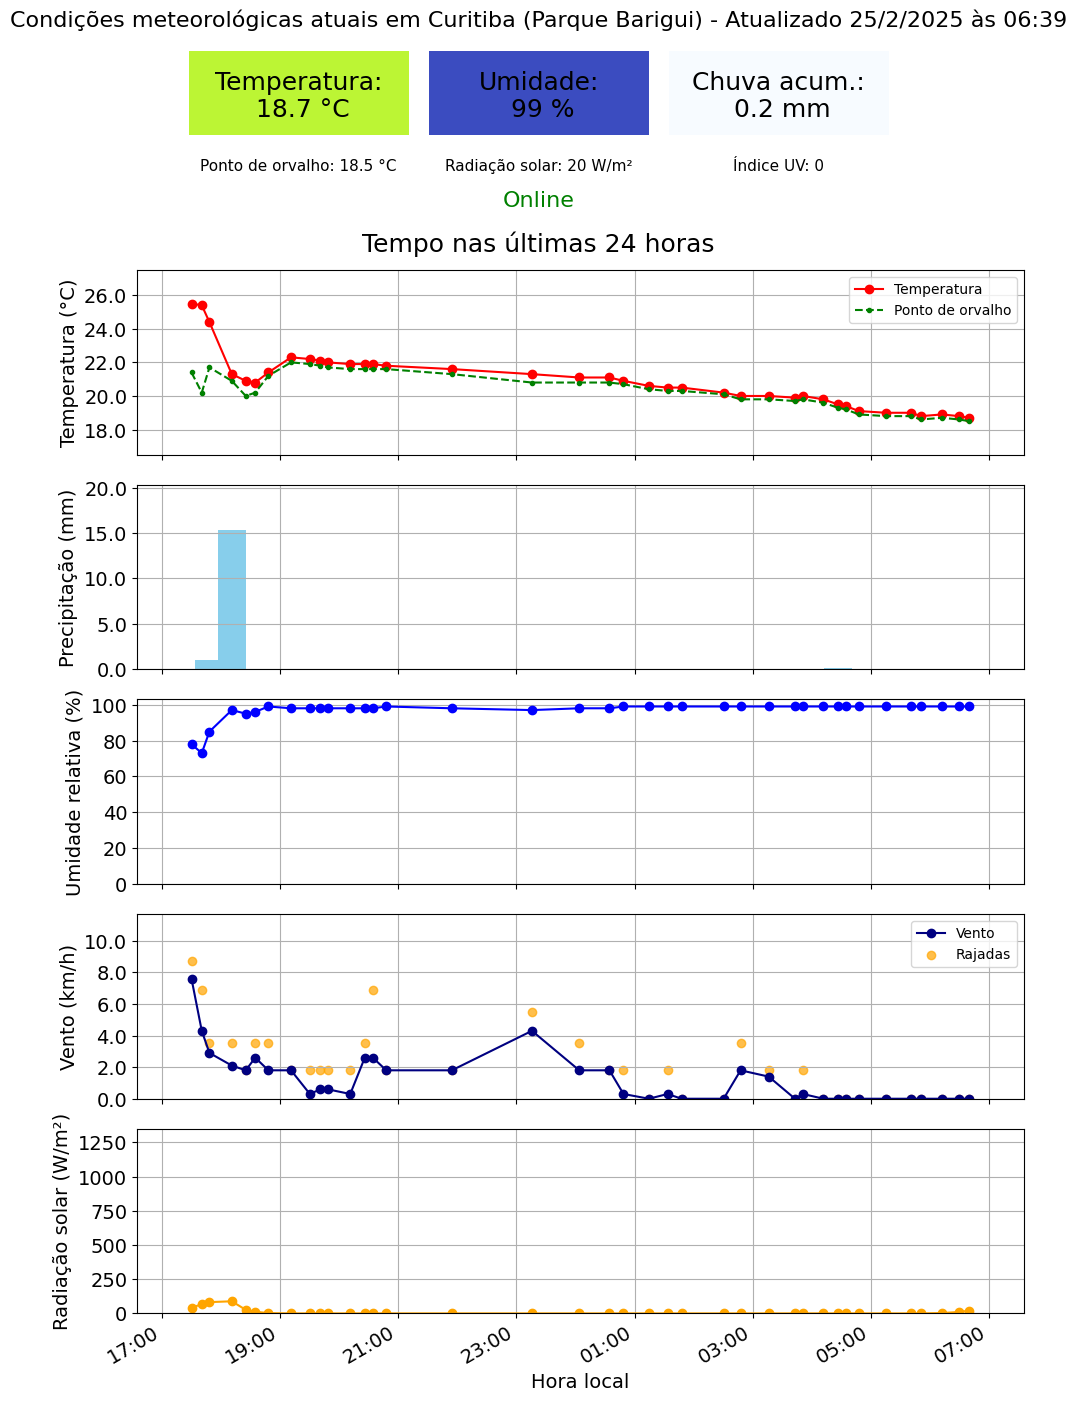 Condições meteorológicas atuais em Curitiba (Parque Barigui) - Atualizado 25/2/2025 às 06:39
Temperatura:
18.7 °C
Umidade:
99 %
Chuva acum.:
0.2 mm
Ponto de orvalho: 18.5 °C
Radiação solar: 20 W/m²
Índice UV: 0
Online
Tempo nas últimas 24 horas
Temperatura (°C)
26.0
24.0
22.0
20.0
18.0
Temperatura
Ponto de orvalho
Precipitação (mm)
20.0
15.0
10.0
5.0
0.0
Umidade relativa (%)
100
80
60
40
20
0
Vento (km/h)
10.0
8.0
6.0
4.0
2.0
0.0
Vento
Rajadas
Radiação solar (W/m²)
1250
1000
750
500
250
0
17:00
19:00
21:00
23:00
01:00
03:00
05:00
07:00
Hora local